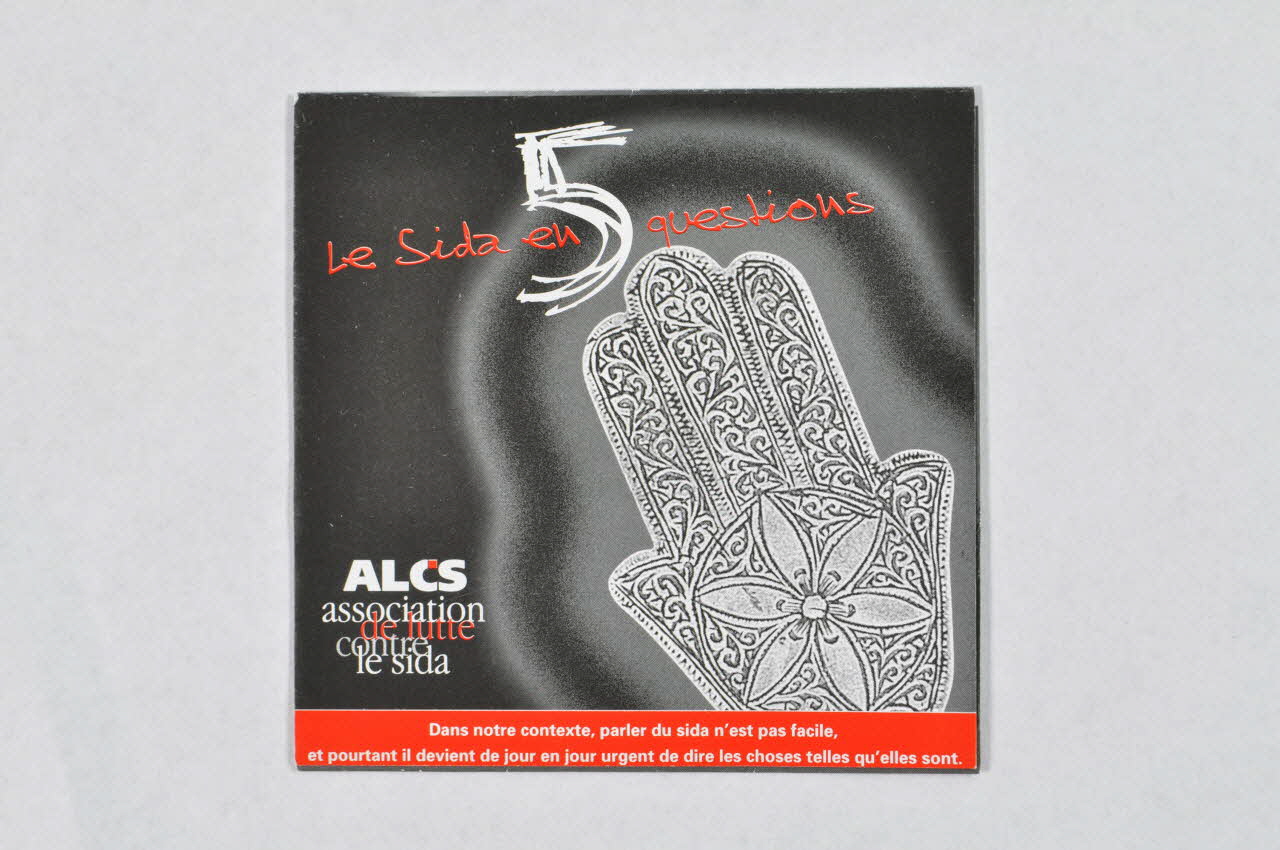 Le Sida en 5 questions
ALCS
association
de lutte
contre
le sida
Dans notre contexte, parler du sida n'est pas facile,
et pourtant il devient de jour en jour urgent de dire les choses telles qu'elles sont.